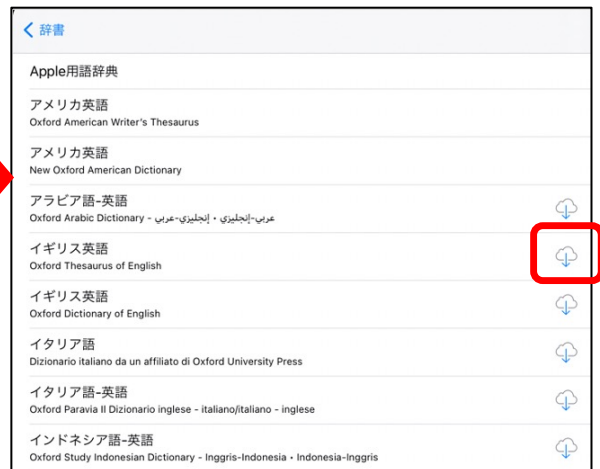 辞書
Apple用語辞典
アメリカ英語
Oxford American Writer's Thesaurus
アメリカ英語
New Oxford American Dictionary
アラビア語-英語
Oxford Arabic Dictionary - عربي-إنجليزي • إنجليزي-عربي
イギリス英語
Oxford Thesaurus of English
イギリス英語
Oxford Dictionary of English
イタリア語
Dizionario italiano da un affiliato di Oxford University Press
イタリア語-英語
Oxford Paravia Il Dizionario inglese - italiano/italiano - inglese
インドネシア語-英語
Oxford Study Indonesian Dictionary - Inggris-Indonesia • Indonesia-Inggris